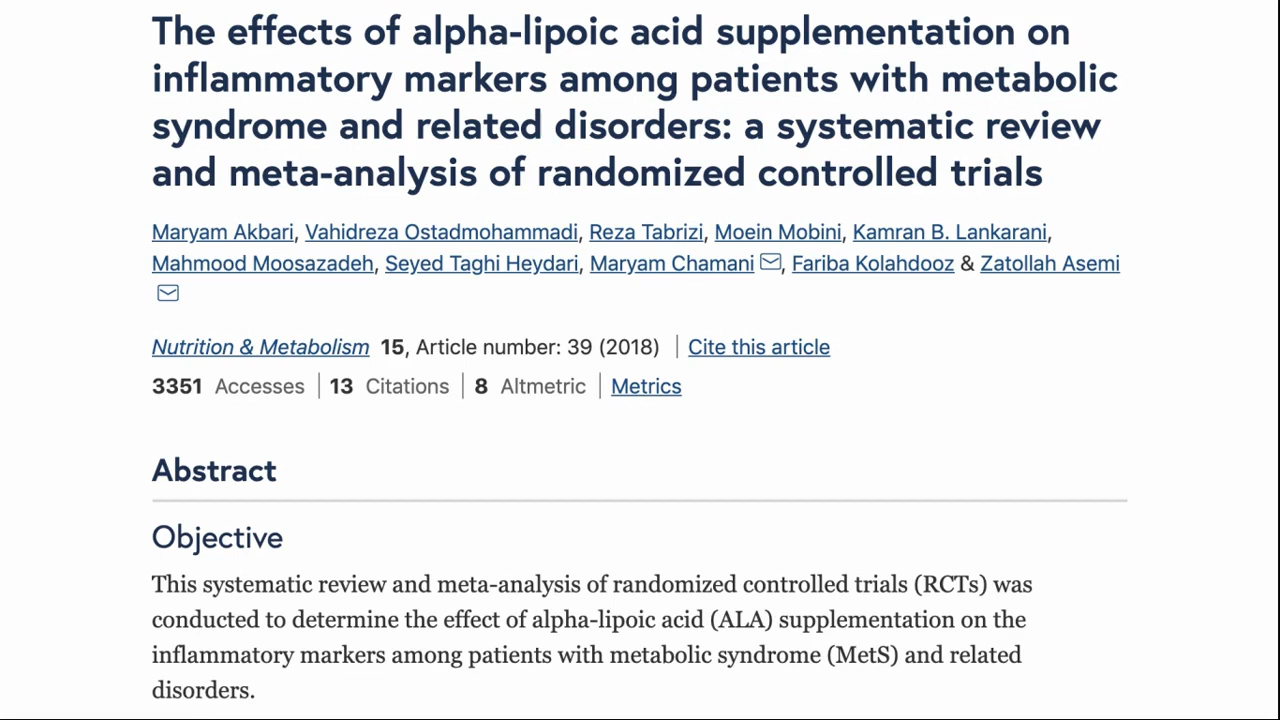 The effects of alpha-lipoic acid supplementation on
inflammatory markers among patients with metabolic
syndrome and related disorders: a systematic review
and meta-analysis of randomized controlled trials
Maryam Akbari, Vahidreza Ostadmohammadi, Reza Tabrizi, Moein Mobini, Kamran B. Lankarani,
Mahmood Moosazadeh, Seyed Taghi Heydari, Maryam Chamani, Fariba Kolahdooz & Zatollah Asemi
Nutrition & Metabolism 15, Article number: 39 (2018) | Cite this article
3351 Accesses | 13 Citations | 8 Altmetric | Metrics
Abstract
Objective
This systematic review and meta-analysis of randomized controlled trials (RCTs) was
conducted to determine the effect of alpha-lipoic acid (ALA) supplementation on the
inflammatory markers among patients with metabolic syndrome (MetS) and related
disorders.